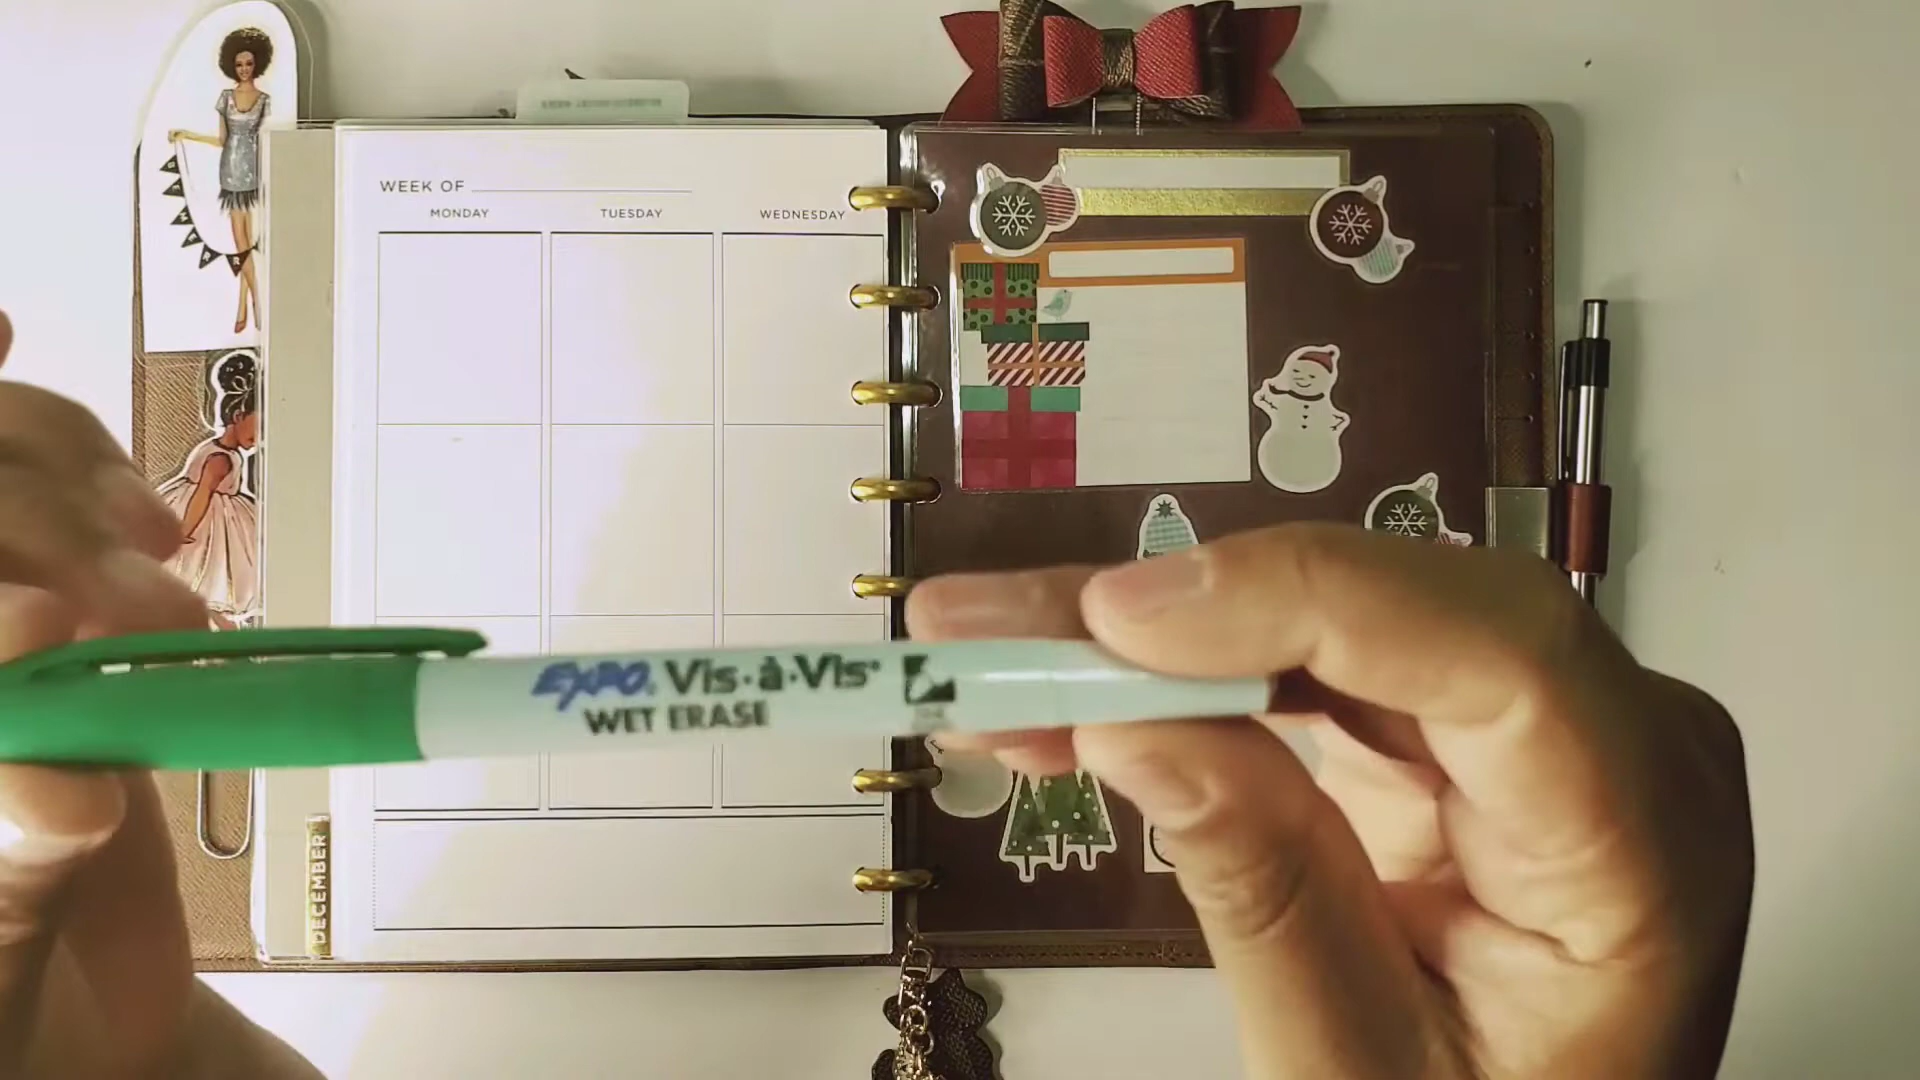 WEEK OF
MONDAY TUESDAY WEDNESDAY
EXPO Vis·à·Vis
WET ERASE
DECEMBER